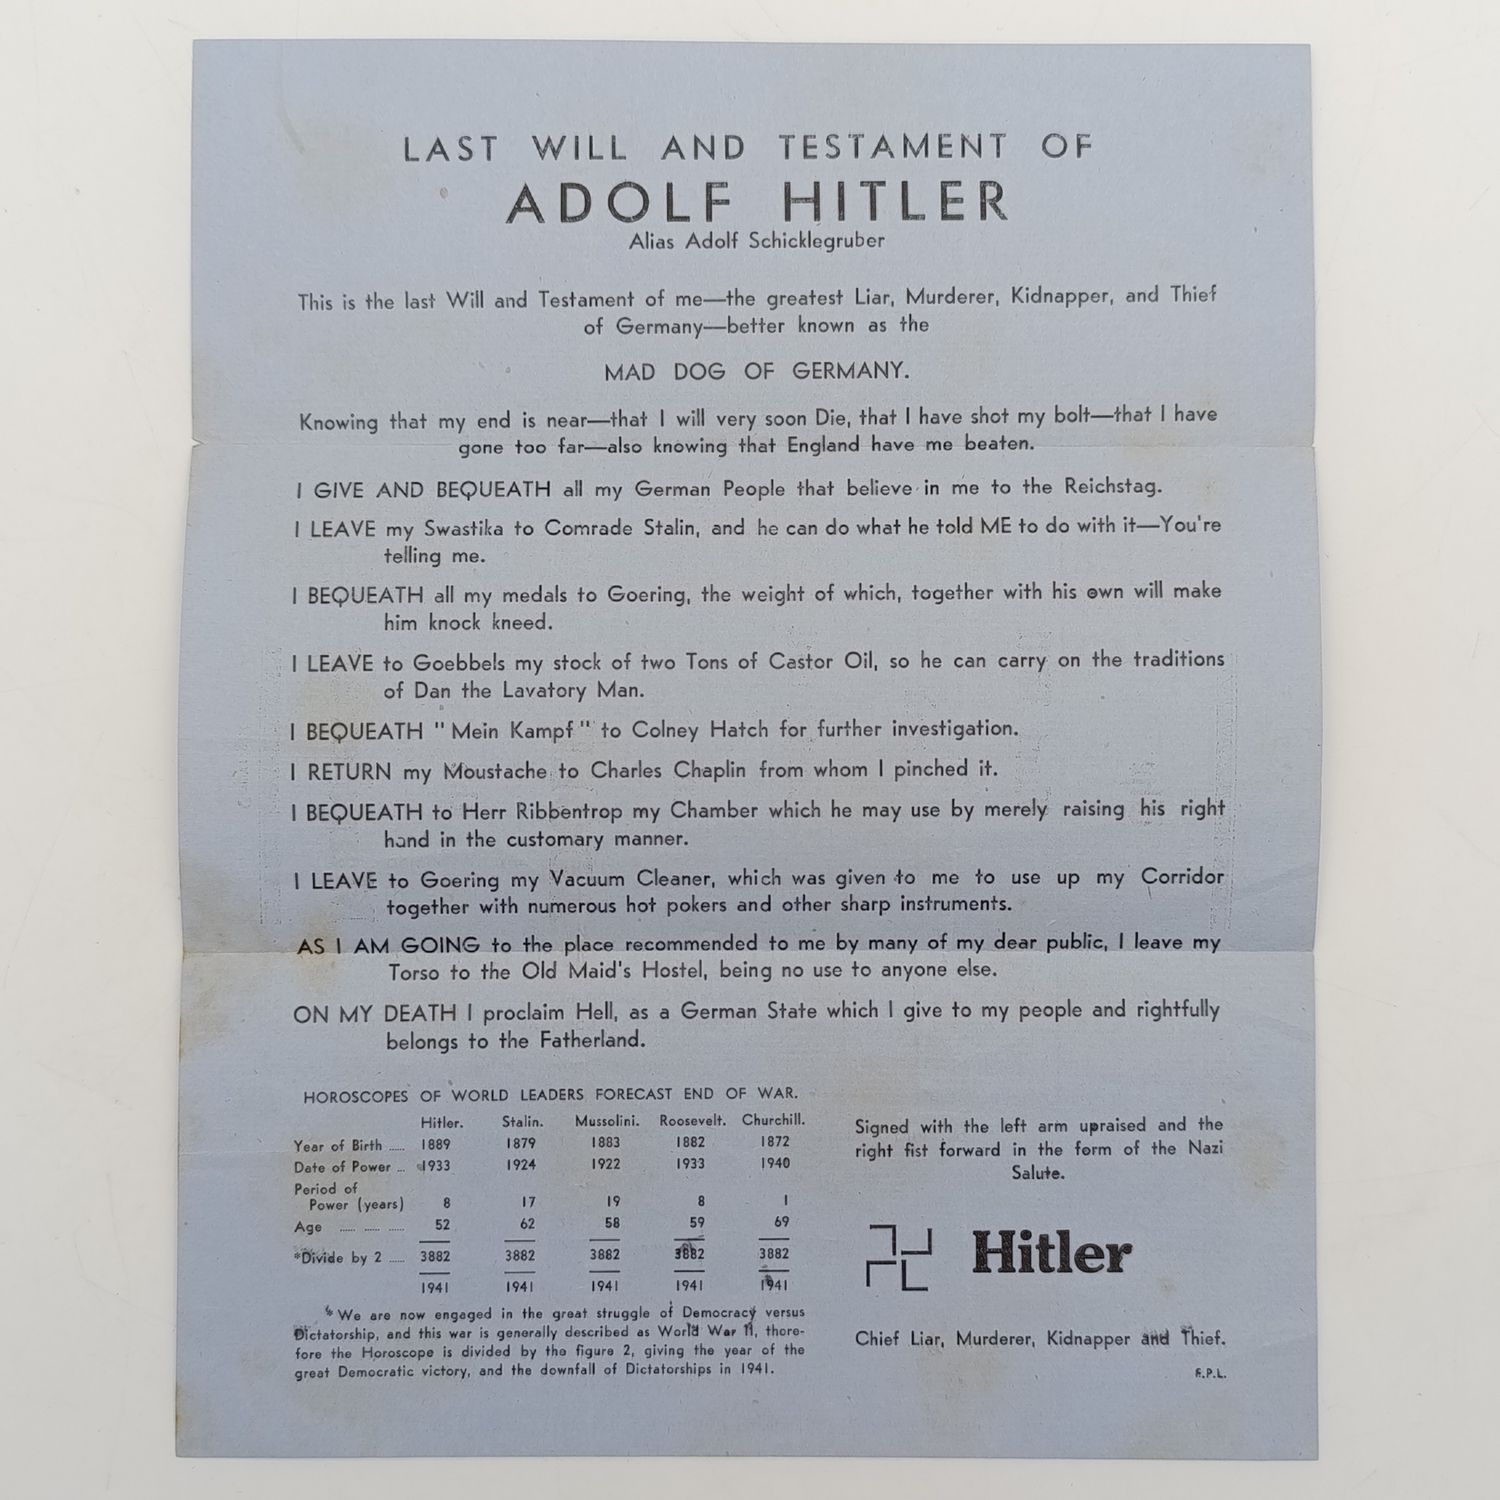 LAST WILL AND TESTAMENT OF
ADOLF HITLER
Alias Adolf Schicklegruber
This is the last Will and Testament of me—the greatest Liar, Murderer, Kidnapper, and Thief
of Germany—better known as the
MAD DOG OF GERMANY.
Knowing that my end is near—that I will very soon Die, that I have shot my bolt—that I have
gone too far—also knowing that England have me beaten.
I GIVE AND BEQUEATH all my German People that believe in me to the Reichstag.
I LEAVE my Swastika to Comrade Stalin, and he can do what he told ME to do with it—You're
telling me.
I BEQUEATH all my medals to Goering, the weight of which, together with his own will make
him knock kneed.
I LEAVE to Goebbels my stock of two Tons of Castor Oil, so he can carry on the traditions
of Dan the Lavatory Man.
I BEQUEATH "Mein Kampf" to Colney Hatch for further investigation.
I RETURN my Moustache to Charles Chaplin from whom I pinched it.
I BEQUEATH to Herr Ribbentrop my Chamber which he may use by merely raising his right
hand in the customary manner.
I LEAVE to Goering my Vacuum Cleaner, which was given to me to use up my Corridor
together with numerous hot pokers and other sharp instruments.
AS I AM GOING to the place recommended to me by many of my dear public, I leave my
Torso to the Old Maid's Hostel, being no use to anyone else.
ON MY DEATH I proclaim Hell, as a German State which I give to my people and rightfully
belongs to the Fatherland.
HOROSCOPES OF WORLD LEADERS FORECAST END OF WAR.
Hitler. Stalin. Mussolini. Roosevelt. Churchill.
Year of Birth ..... 1889 1879 1883 1882 1872
Date of Power ... 1933 1924 1922 1933 1940
Period of
Power (years) 8 17 19 8 1
Age ..... ..... ..... 52 62 58 59 69
*Divide by 2 ..... 3882 3882 3882 3882 3882
1941 1941 1941 1941 1941
* We are now engaged in the great struggle of Democracy versus
Dictatorship, and this war is generally described as World War 11, there-
fore the Horoscope is divided by the figure 2, giving the year of the
great Democratic victory, and the downfall of Dictatorships in 1941.
Signed with the left arm upraised and the
right fist forward in the form of the Nazi
Salute.
Hitler
Chief Liar, Murderer, Kidnapper and Thief.
F.P.L.